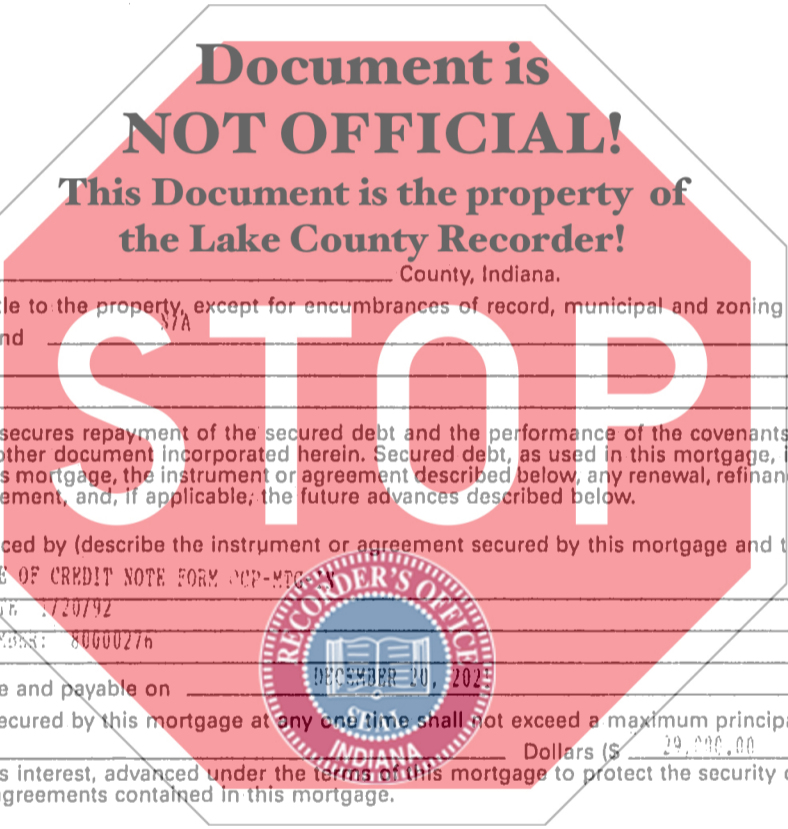 Document is
NOT OFFICIAL!
This Document is the property of
the Lake County Recorder!
County, Indiana.
to the property, except for encumbrances of record, municipal and zoning
N/A
STOP
secures repayment of the secured debt and the performance of the covenants
other document incorporated herein. Secured debt, as used in this mortgage,
mortgage, the instrument or agreement described below, any renewal,
and, if applicable, the future advances described below.
by (describe the instrument or agreement secured by this mortgage and
OF CREDIT NOTE FORM
1/20/92
80600276
RECORDER'S OFFICE
and payable on DECEMBER 20,
SEAL
secured by this mortgage at any one time shall not exceed a maximum
INDIANA
Dollars ($
interest, advanced under the terms of this mortgage to protect the security
agreements contained in this mortgage.